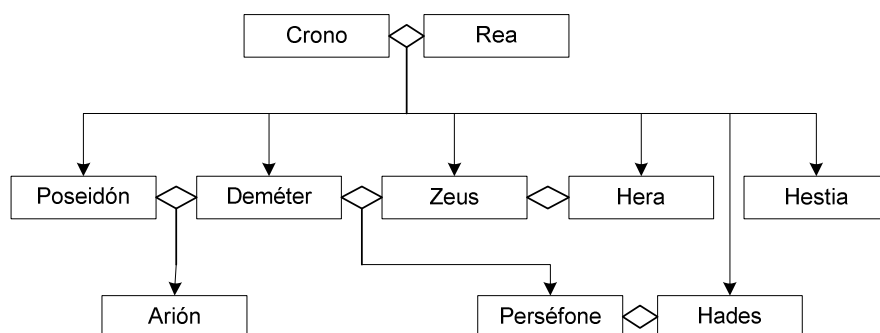 Crono Rea
Poseidón Deméter Zeus Hera Hestia
Arión Perséfone Hades